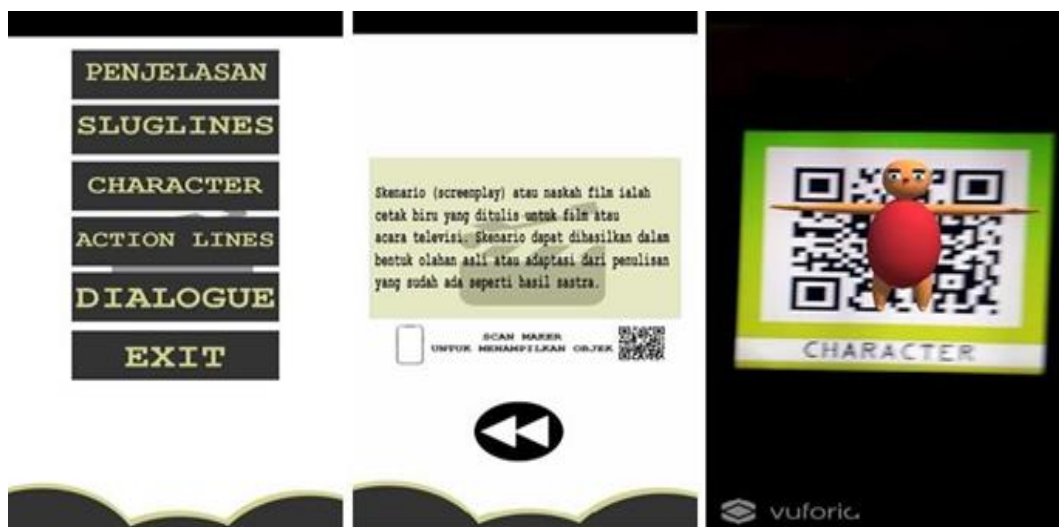 PENJELASAN
SLUGLINES
CHARACTER
ACTION LINES
DIALOGUE
EXIT
Skenario (screenplay) atau naskah film ialah
cetak biru yang ditulis untuk film atau
acara televisi. Skenario dapat dihasilkan dalam
bentuk olahan asli atau adaptasi dari penulisan
yang sudah ada seperti hasil sastra.
SCAN MAKER
UNTUK MENAMPILKAN OBJEK
CHARACTER
vuforia